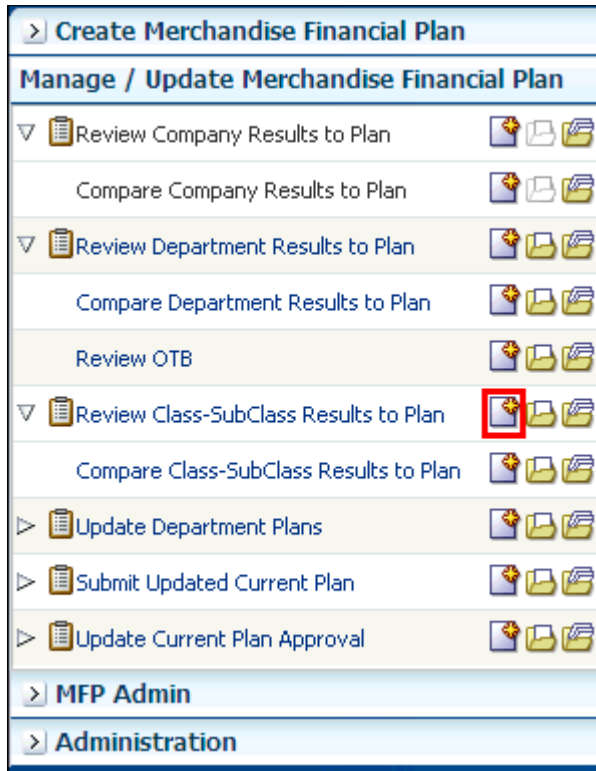 Create Merchandise Financial Plan
Manage / Update Merchandise Financial Plan
Review Company Results to Plan
Compare Company Results to Plan
Review Department Results to Plan
Compare Department Results to Plan
Review OTB
Review Class-SubClass Results to Plan
Compare Class-SubClass Results to Plan
Update Department Plans
Submit Updated Current Plan
Update Current Plan Approval
MFP Admin
Administration